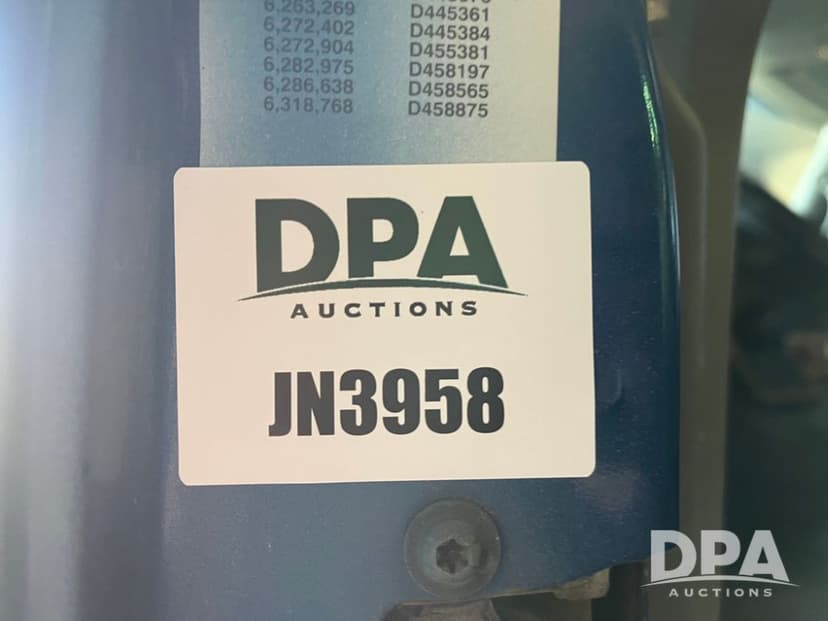 6,263,269 D445361
6,272,402 D445384
6,272,904 D455381
6,282,975 D458197
6,286,638 D458565
6,318,768 D458875
DPA
AUCTIONS
JN3958
DPA
AUCTIONS